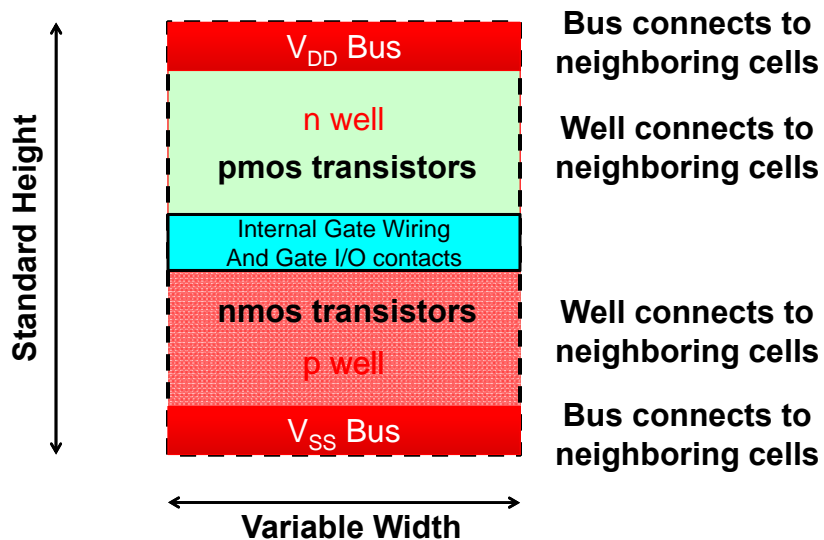 Standard Height
V_DD Bus
Bus connects to
neighboring cells
n well
pmos transistors
Well connects to
neighboring cells
Internal Gate Wiring
And Gate I/O contacts
nmos transistors
p well
Well connects to
neighboring cells
V_SS Bus
Bus connects to
neighboring cells
Variable Width